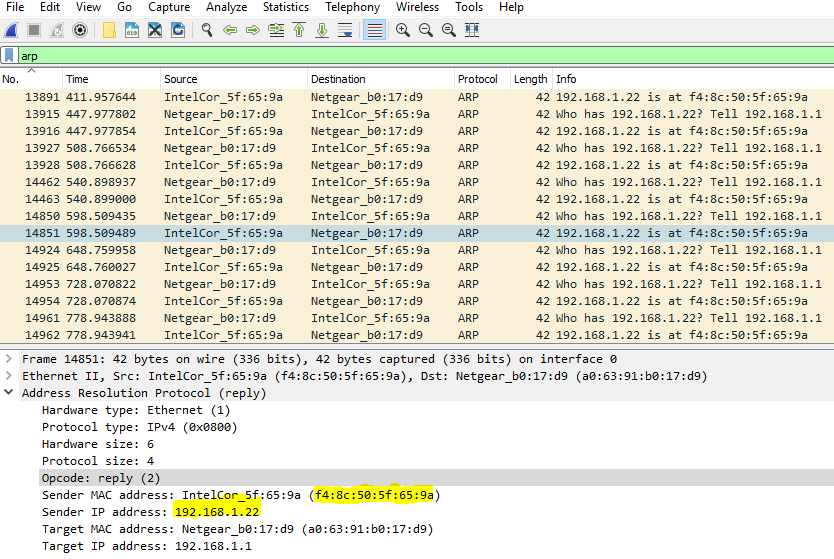 File Edit View Go Capture Analyze Statistics Telephony Wireless Tools Help
arp
No. Time Source Destination Protocol Length Info
13891 411.957644 IntelCor_5f:65:9a Netgear_b0:17:d9 ARP 42 192.168.1.22 is at f4:8c:50:5f:65:9a
13915 447.977802 Netgear_b0:17:d9 IntelCor_5f:65:9a ARP 42 Who has 192.168.1.22? Tell 192.168.1.1
13916 447.977854 IntelCor_5f:65:9a Netgear_b0:17:d9 ARP 42 192.168.1.22 is at f4:8c:50:5f:65:9a
13927 508.766534 Netgear_b0:17:d9 IntelCor_5f:65:9a ARP 42 Who has 192.168.1.22? Tell 192.168.1.1
13928 508.766628 IntelCor_5f:65:9a Netgear_b0:17:d9 ARP 42 192.168.1.22 is at f4:8c:50:5f:65:9a
14462 540.898937 Netgear_b0:17:d9 IntelCor_5f:65:9a ARP 42 Who has 192.168.1.22? Tell 192.168.1.1
14463 540.899000 IntelCor_5f:65:9a Netgear_b0:17:d9 ARP 42 192.168.1.22 is at f4:8c:50:5f:65:9a
14850 598.509435 Netgear_b0:17:d9 IntelCor_5f:65:9a ARP 42 Who has 192.168.1.22? Tell 192.168.1.1
14851 598.509489 IntelCor_5f:65:9a Netgear_b0:17:d9 ARP 42 192.168.1.22 is at f4:8c:50:5f:65:9a
14924 648.759958 Netgear_b0:17:d9 IntelCor_5f:65:9a ARP 42 Who has 192.168.1.22? Tell 192.168.1.1
14925 648.760027 IntelCor_5f:65:9a Netgear_b0:17:d9 ARP 42 192.168.1.22 is at f4:8c:50:5f:65:9a
14953 728.070822 Netgear_b0:17:d9 IntelCor_5f:65:9a ARP 42 Who has 192.168.1.22? Tell 192.168.1.1
14954 728.070874 IntelCor_5f:65:9a Netgear_b0:17:d9 ARP 42 192.168.1.22 is at f4:8c:50:5f:65:9a
14961 778.943888 Netgear_b0:17:d9 IntelCor_5f:65:9a ARP 42 Who has 192.168.1.22? Tell 192.168.1.1
14962 778.943941 IntelCor_5f:65:9a Netgear_b0:17:d9 ARP 42 192.168.1.22 is at f4:8c:50:5f:65:9a
Frame 14851: 42 bytes on wire (336 bits), 42 bytes captured (336 bits) on interface 0
Ethernet II, Src: IntelCor_5f:65:9a (f4:8c:50:5f:65:9a), Dst: Netgear_b0:17:d9 (a0:63:91:b0:17:d9)
Address Resolution Protocol (reply)
Hardware type: Ethernet (1)
Protocol type: IPv4 (0x0800)
Hardware size: 6
Protocol size: 4
Opcode: reply (2)
Sender MAC address: IntelCor_5f:65:9a (f4:8c:50:5f:65:9a)
Sender IP address: 192.168.1.22
Target MAC address: Netgear_b0:17:d9 (a0:63:91:b0:17:d9)
Target IP address: 192.168.1.1